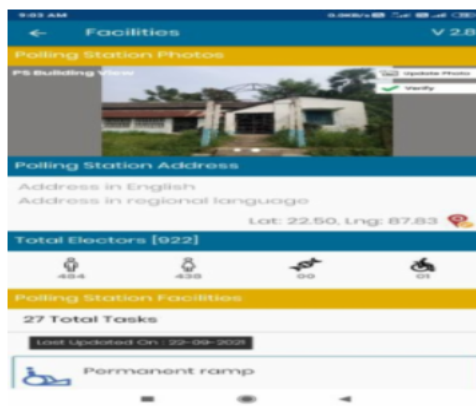 9:03 AM 0.0KB/s
← Facilities V 2.8
Polling Station Photos
PS Building View
Update Photo
Verify
Polling Station Address
Address in English
Address in regional language
Lat: 22.50, Lng: 87.83
Total Electors [922]
484 438 00 01
Polling Station Facilities
27 Total Tasks
Last Updated On : 22-09-2021
Permanent ramp